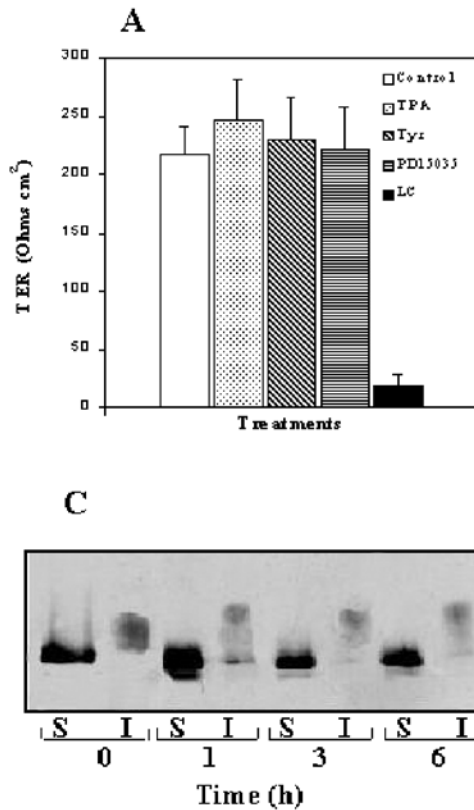 A
300
250
200
150
100
50
0
TER (Ohms cm2)
Control
TPA
Tyr
PD15035
LC
Treatments
C
S I S I S I S I
0 1 3 6
Time (h)